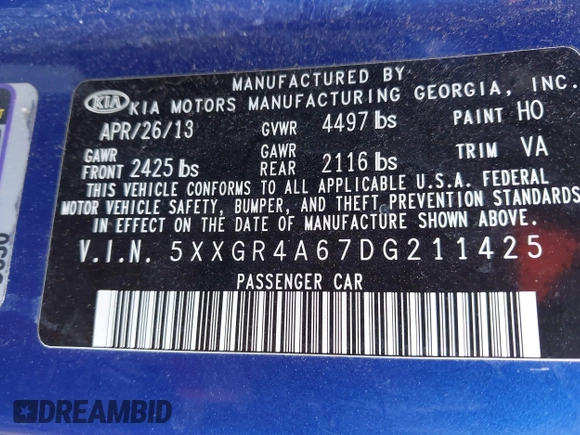 MANUFACTURED BY
KIA KIA MOTORS MANUFACTURING GEORGIA, INC.
APR/26/13 GVWR 4497 lbs PAINT HO
GAWR FRONT 2425 lbs GAWR REAR 2116 lbs TRIM VA
THIS VEHICLE CONFORMS TO ALL APPLICABLE U.S.A. FEDERAL
MOTOR VEHICLE SAFETY, BUMPER, AND THEFT PREVENTION STANDARDS
IN EFFECT ON THE DATE OF MANUFACTURE SHOWN ABOVE.
V.I.N. 5XXGR4A67DG211425
PASSENGER CAR
DREAMBID